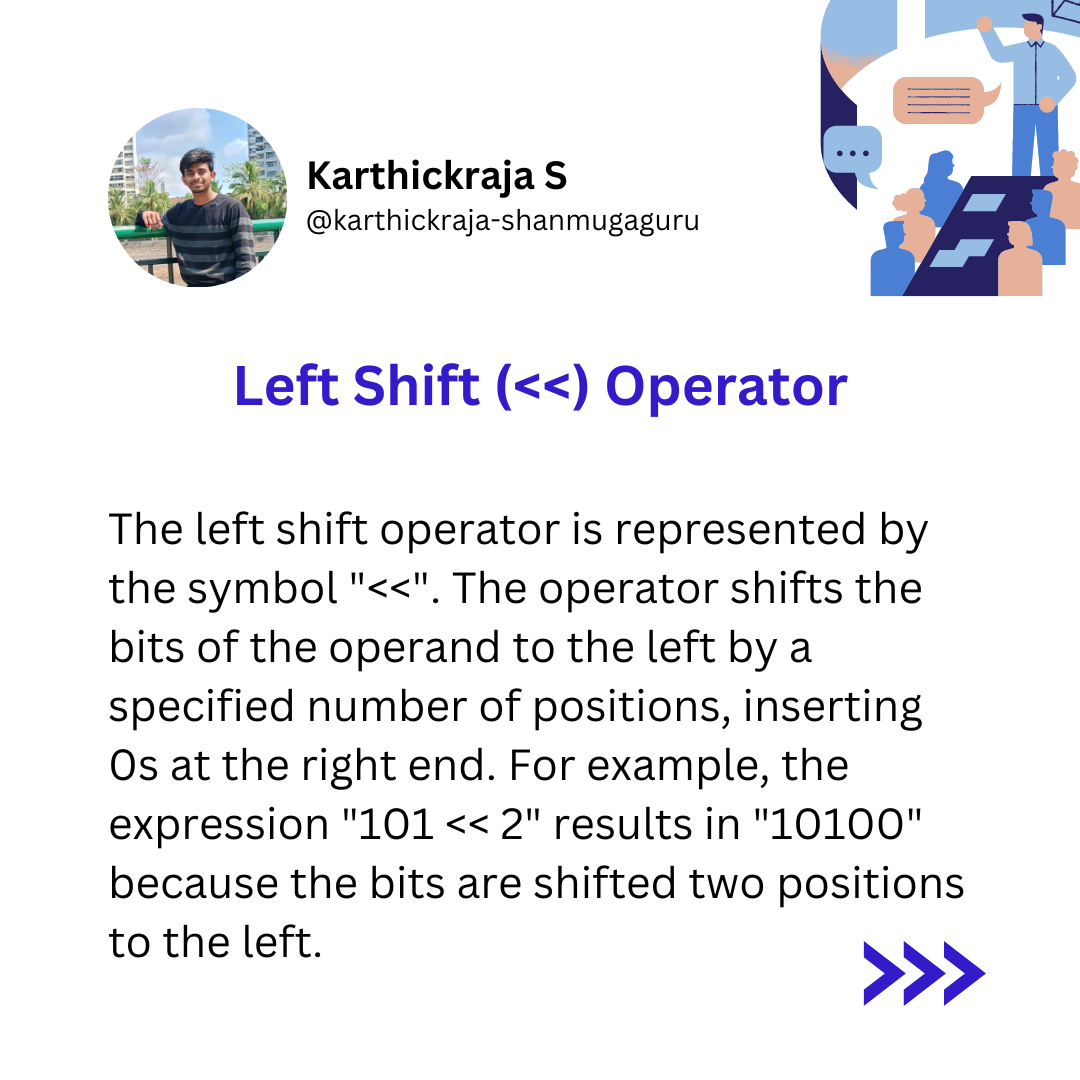 Karthickraja S
@karthickraja-shanmugaguru
Left Shift (<<) Operator
The left shift operator is represented by
the symbol "<<". The operator shifts the
bits of the operand to the left by a
specified number of positions, inserting
0s at the right end. For example, the
expression "101 << 2" results in "10100"
because the bits are shifted two positions
to the left.